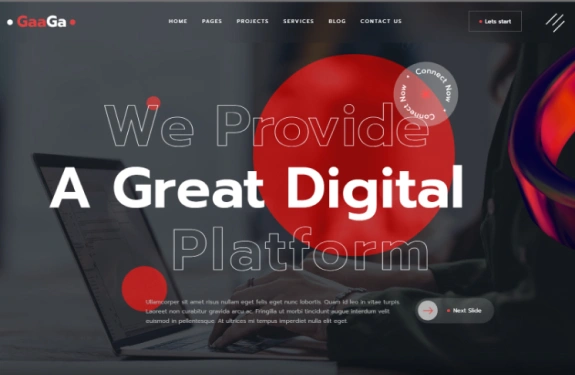 GaaGa
HOME PAGES PROJECTS SERVICES BLOG CONTACT US
Lets start
Connect Now • Connect Now •
We Provide
A Great Digital
Platform
Ullamcorper sit amet risus nullam eget felis eget nunc lobortis. Quam id leo in vitae turpis
Laoreet non curabitur gravida arcu ac. Fringilla ut morbi tincidunt augue interdum velit
euismod in pellentesque. At ultrices mi tempus imperdiet nulla elit eget.
Next Slide